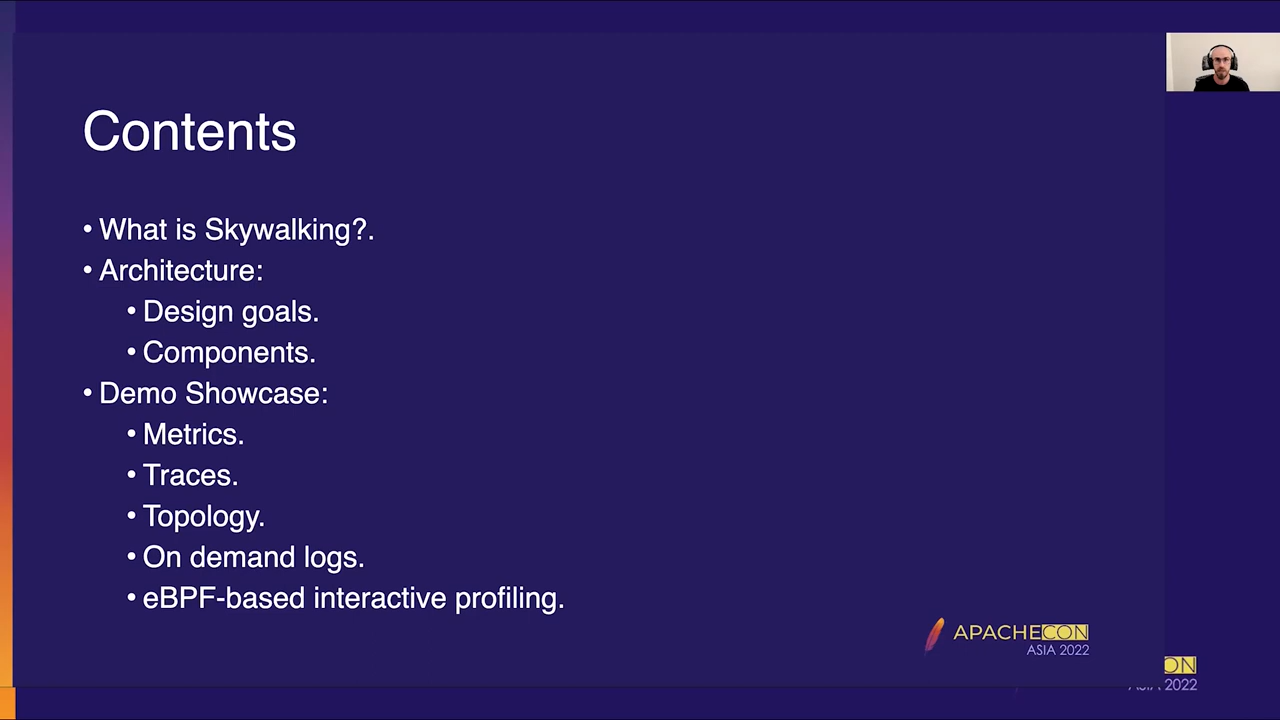 Contents
• What is Skywalking?.
• Architecture:
• Design goals.
• Components.
• Demo Showcase:
• Metrics.
• Traces.
• Topology.
• On demand logs.
• eBPF-based interactive profiling.
APACHECON
ASIA 2022
ON
ASIA 2022